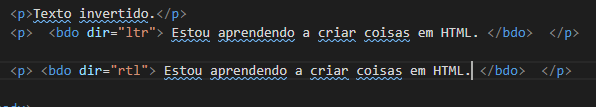 <p>Texto invertido.</p>
<p>  <bdo dir="ltr"> Estou aprendendo a criar coisas em HTML. </bdo>  </p>
<p> <bdo dir="rtl"> Estou aprendendo a criar coisas em HTML. </bdo>  </p>